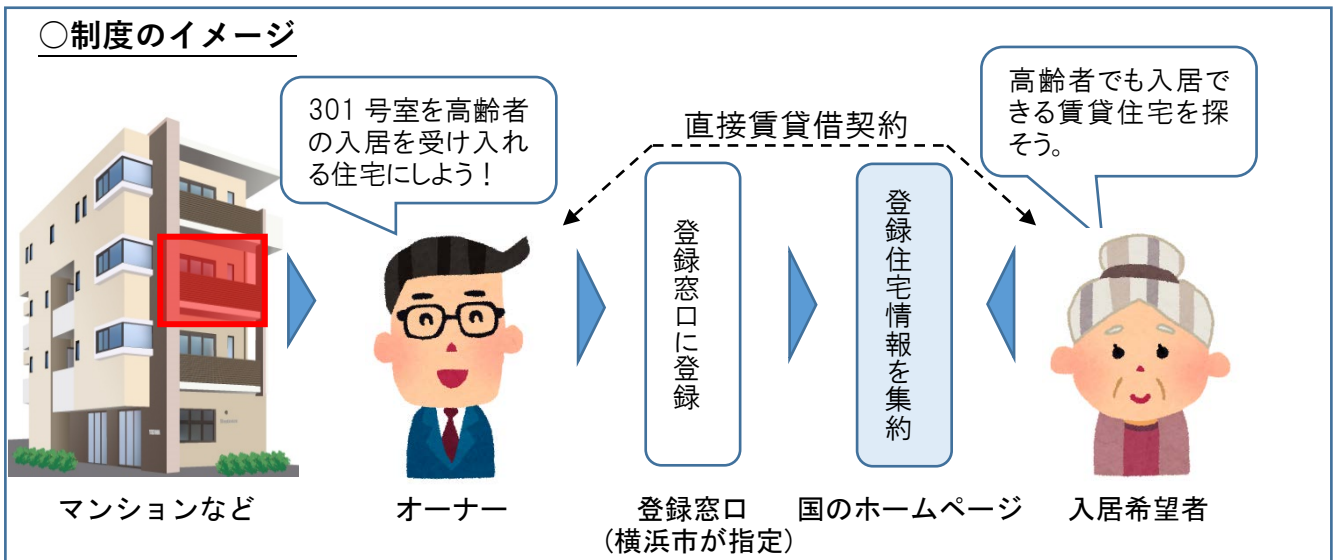 ○制度のイメージ
301 号室を高齢者
の入居を受け入れ
る住宅にしよう！
直接賃貸借契約
高齢者でも入居で
きる賃貸住宅を探
そう。
登録窓口に登録
登録住宅情報を集約
マンションなど
オーナー
登録窓口
(横浜市が指定)
国のホームページ
入居希望者